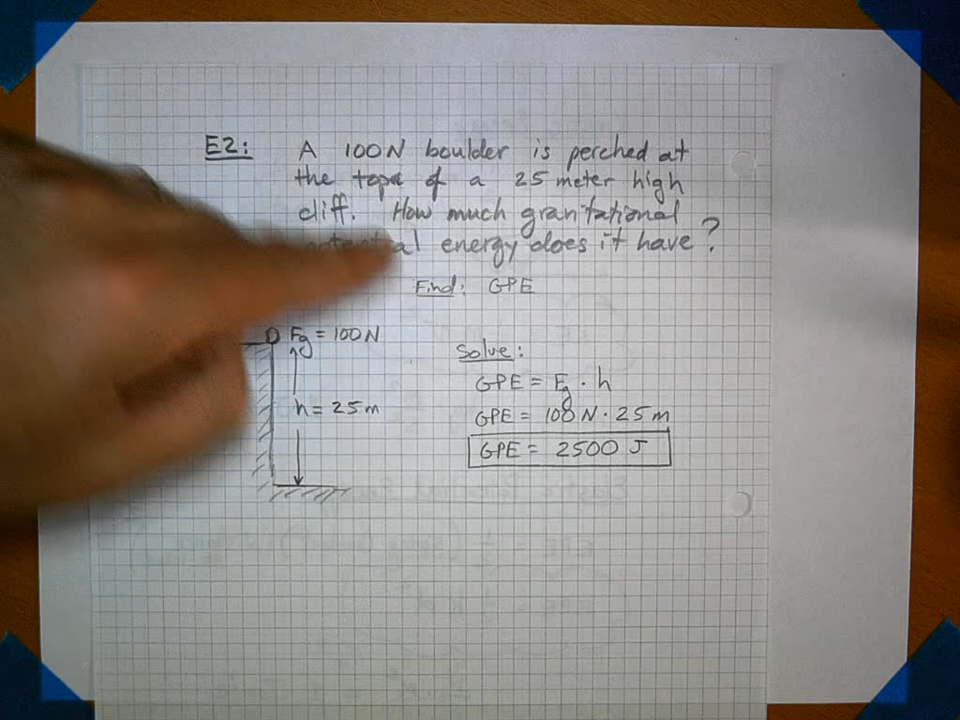 E2: A 100N boulder is perched at
the top of a 25 meter high
cliff. How much gravitational
energy does it have?
Find: GPE
Fg = 100N
h = 25m
Solve:
GPE = Fg · h
GPE = 100N · 25m
GPE = 2500 J